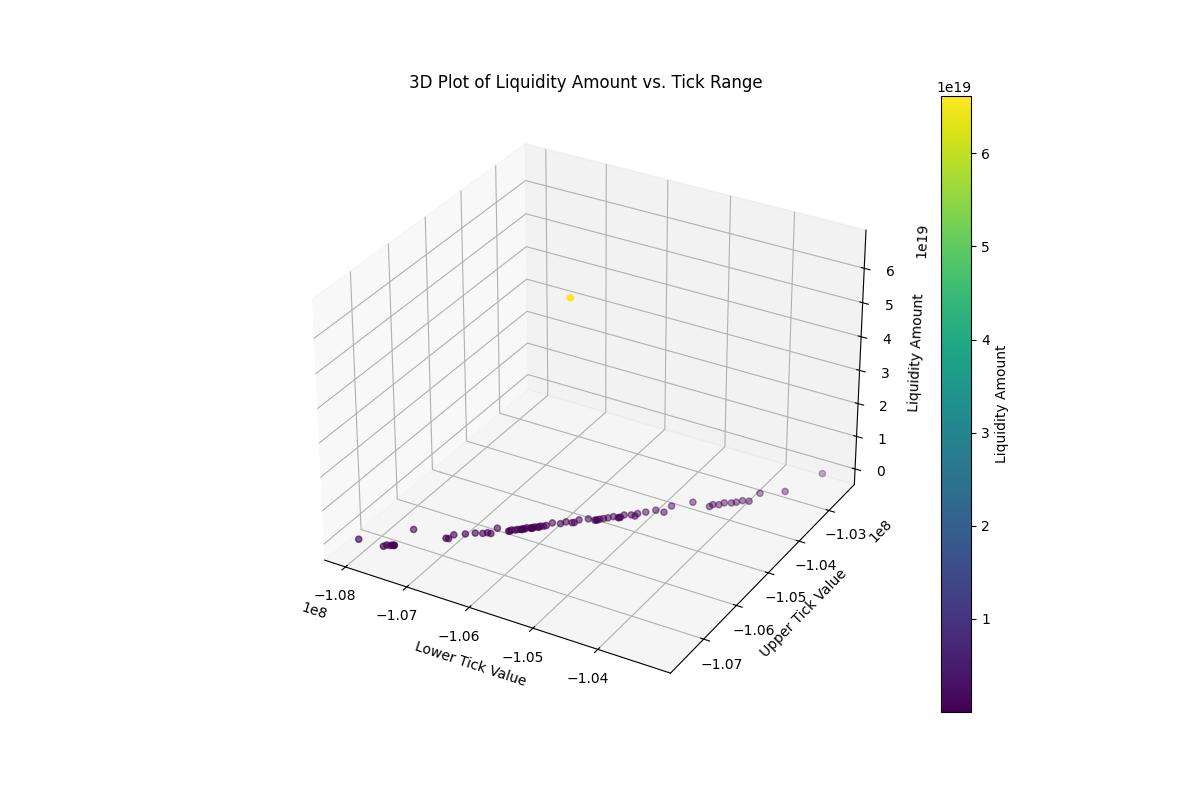 3D Plot of Liquidity Amount vs. Tick Range
−1.08
−1.07
−1.06
−1.05
−1.04
1e8
Lower Tick Value
−1.07
−1.06
−1.05
−1.04
−1.03
1e8
Upper Tick Value
0
1
2
3
4
5
6
1e19
Liquidity Amount
1e19
6
5
4
3
2
1
Liquidity Amount